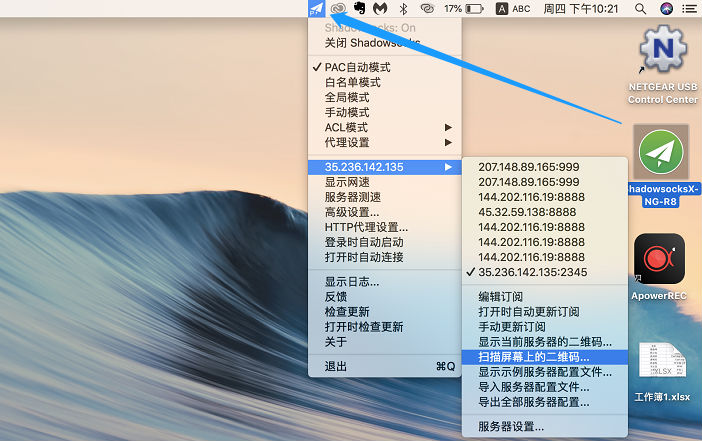 17%
A ABC
周四 下午10:21
Shadowsocks: On
关闭 Shadowsocks
PAC自动模式
白名单模式
全局模式
手动模式
ACL模式
代理设置
35.236.142.135
显示网速
服务器测速
高级设置...
HTTP代理设置...
登录时自动启动
打开时自动连接
显示日志...
反馈
检查更新
打开时检查更新
关于
退出 ⌘Q
207.148.89.165:999
207.148.89.165:999
144.202.116.19:8888
45.32.59.138:8888
144.202.116.19:8888
144.202.116.19:8888
144.202.116.19:8888
35.236.142.135:2345
编辑订阅
打开时自动更新订阅
手动更新订阅
显示当前服务器的二维码...
扫描屏幕上的二维码...
显示示例服务器配置文件...
导入服务器配置文件...
导出全部服务器配置...
服务器设置...
N
NETGEAR USB
Control Center
ShadowsocksX-
NG-R8
ApowerREC
XLSX
工作簿1.xlsx